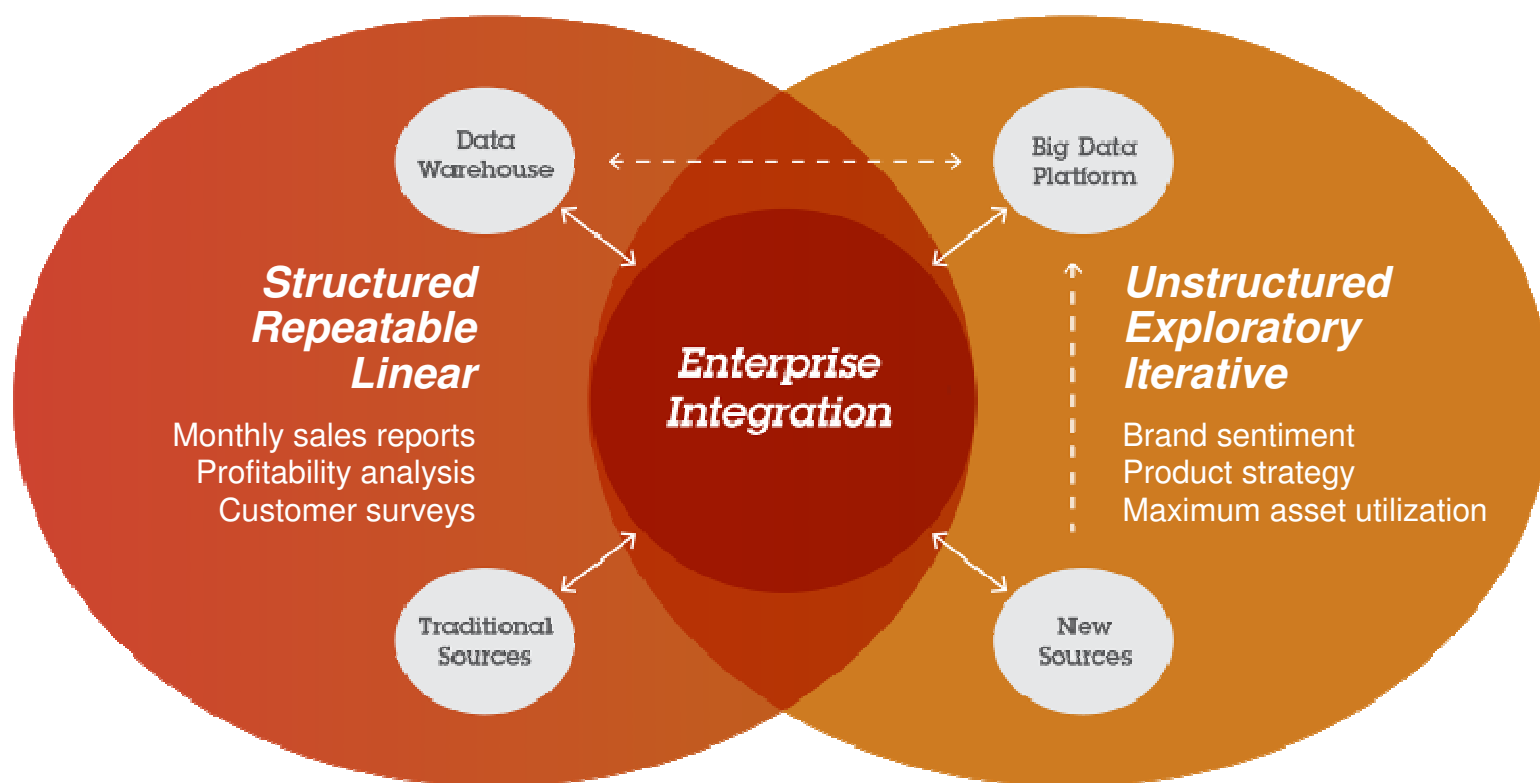 Data
Warehouse
Big Data
Platform
Structured
Repeatable
Linear
Monthly sales reports
Profitability analysis
Customer surveys
Enterprise
Integration
Unstructured
Exploratory
Iterative
Brand sentiment
Product strategy
Maximum asset utilization
Traditional
Sources
New
Sources